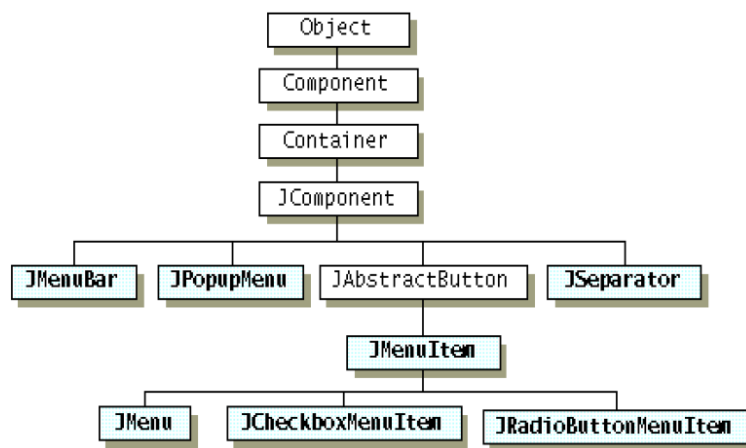 Object
Component
Container
JComponent
JMenuBar
JPopupMenu
JAbstractButton
JSeparator
JMenuItem
JMenu
JCheckboxMenuItem
JRadioButtonMenuItem